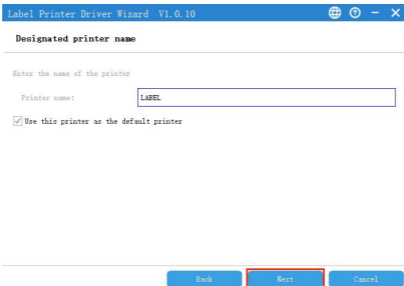 Label Printer Driver Wizard V1.0.10
Designated printer name
Enter the name of the printer
Printer name: LABEL
Use this printer as the default printer
Back Next Cancel